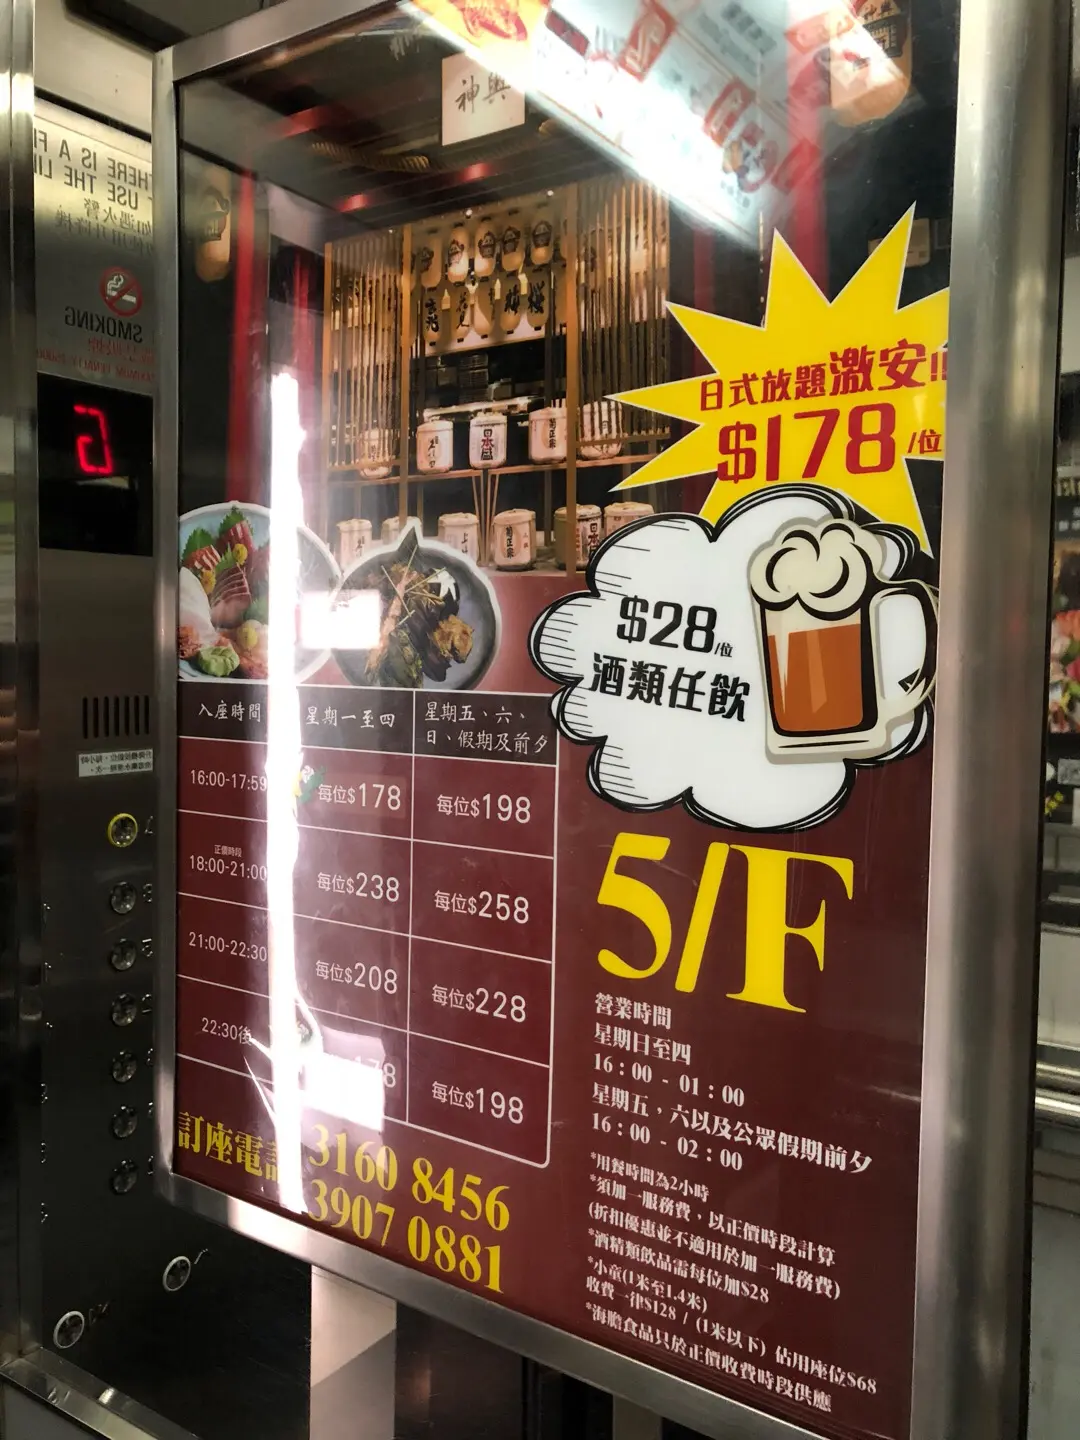 神輿
日式放題激安!!
$178/位
$28/位
酒類任飲
入座時間 星期一至四 星期五、六、日、假期及前夕
16:00-17:59 每位$178 每位$198
正價時段
18:00-21:00 每位$238 每位$258
21:00-22:30 每位$208 每位$228
22:30後 每位$198
5/F
營業時間
星期日至四
16:00 - 01:00
星期五，六以及公眾假期前夕
16:00 - 02:00
*用餐時間為2小時
*須加一服務費，以正價時段計算
(折扣優惠並不適用於加一服務費)
*酒精類飲品需每位加$28
*小童(1米至1.4米)
收費一律$128 / (1米以下) 佔用座位$68
*海膽食品只於正價收費時段供應
訂座電
3160 8456
3907 0881
SMOKING